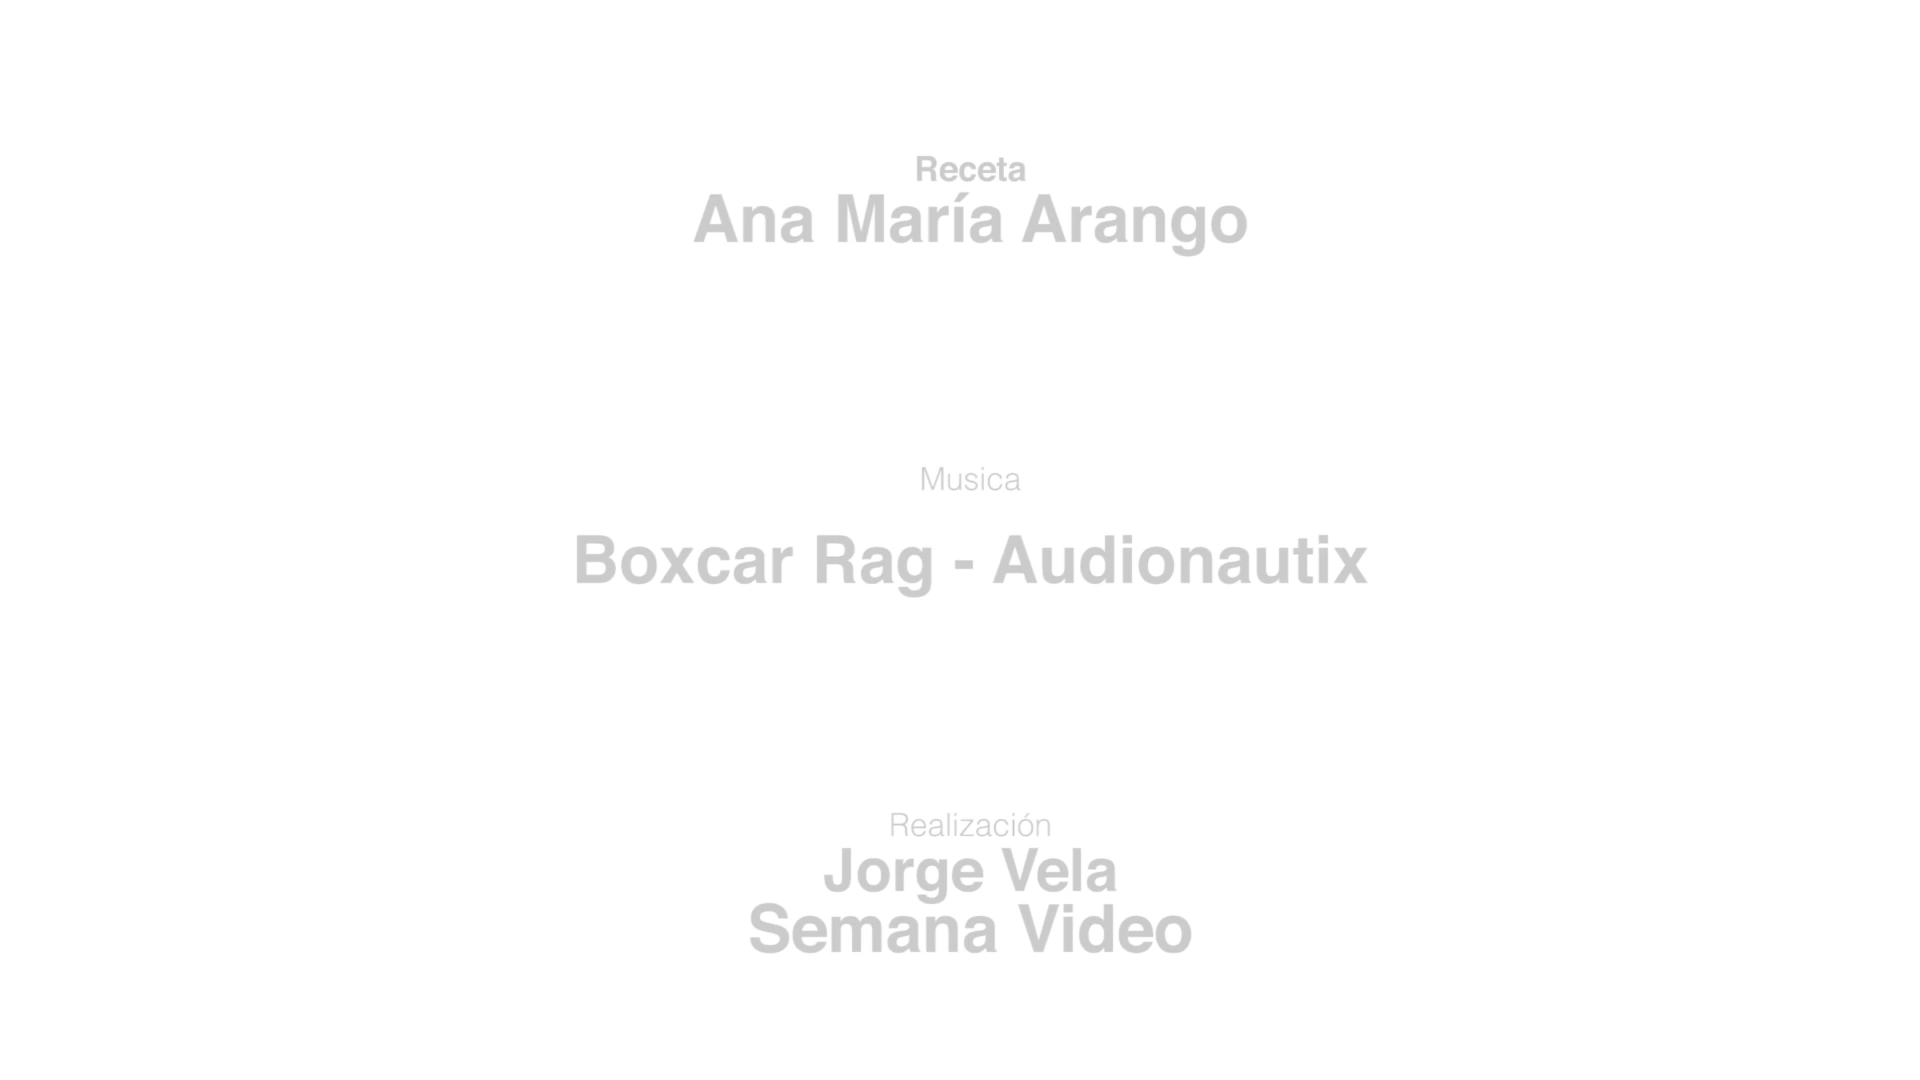 Receta
Ana María Arango
Musica
Boxcar Rag - Audionautix
Realización
Jorge Vela
Semana Video